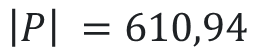 |P| = 610,94